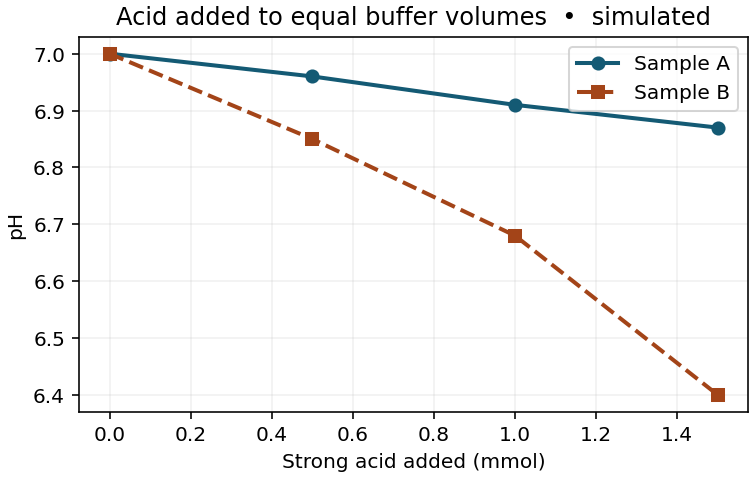 Acid added to equal buffer volumes • simulated
Sample A
Sample B
pH
7.0
6.9
6.8
6.7
6.6
6.5
6.4
0.0 0.2 0.4 0.6 0.8 1.0 1.2 1.4
Strong acid added (mmol)